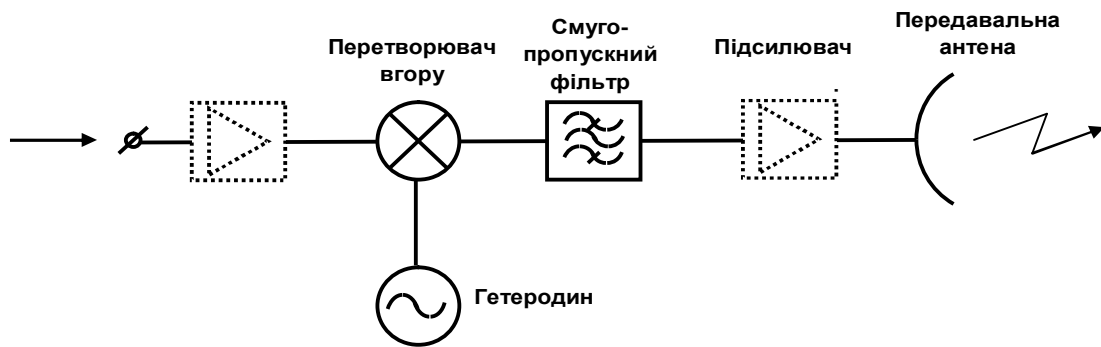 Перетворювач
вгору
Смуго-
пропускний
фільтр
Підсилювач
Передавальна
антена
Гетеродин